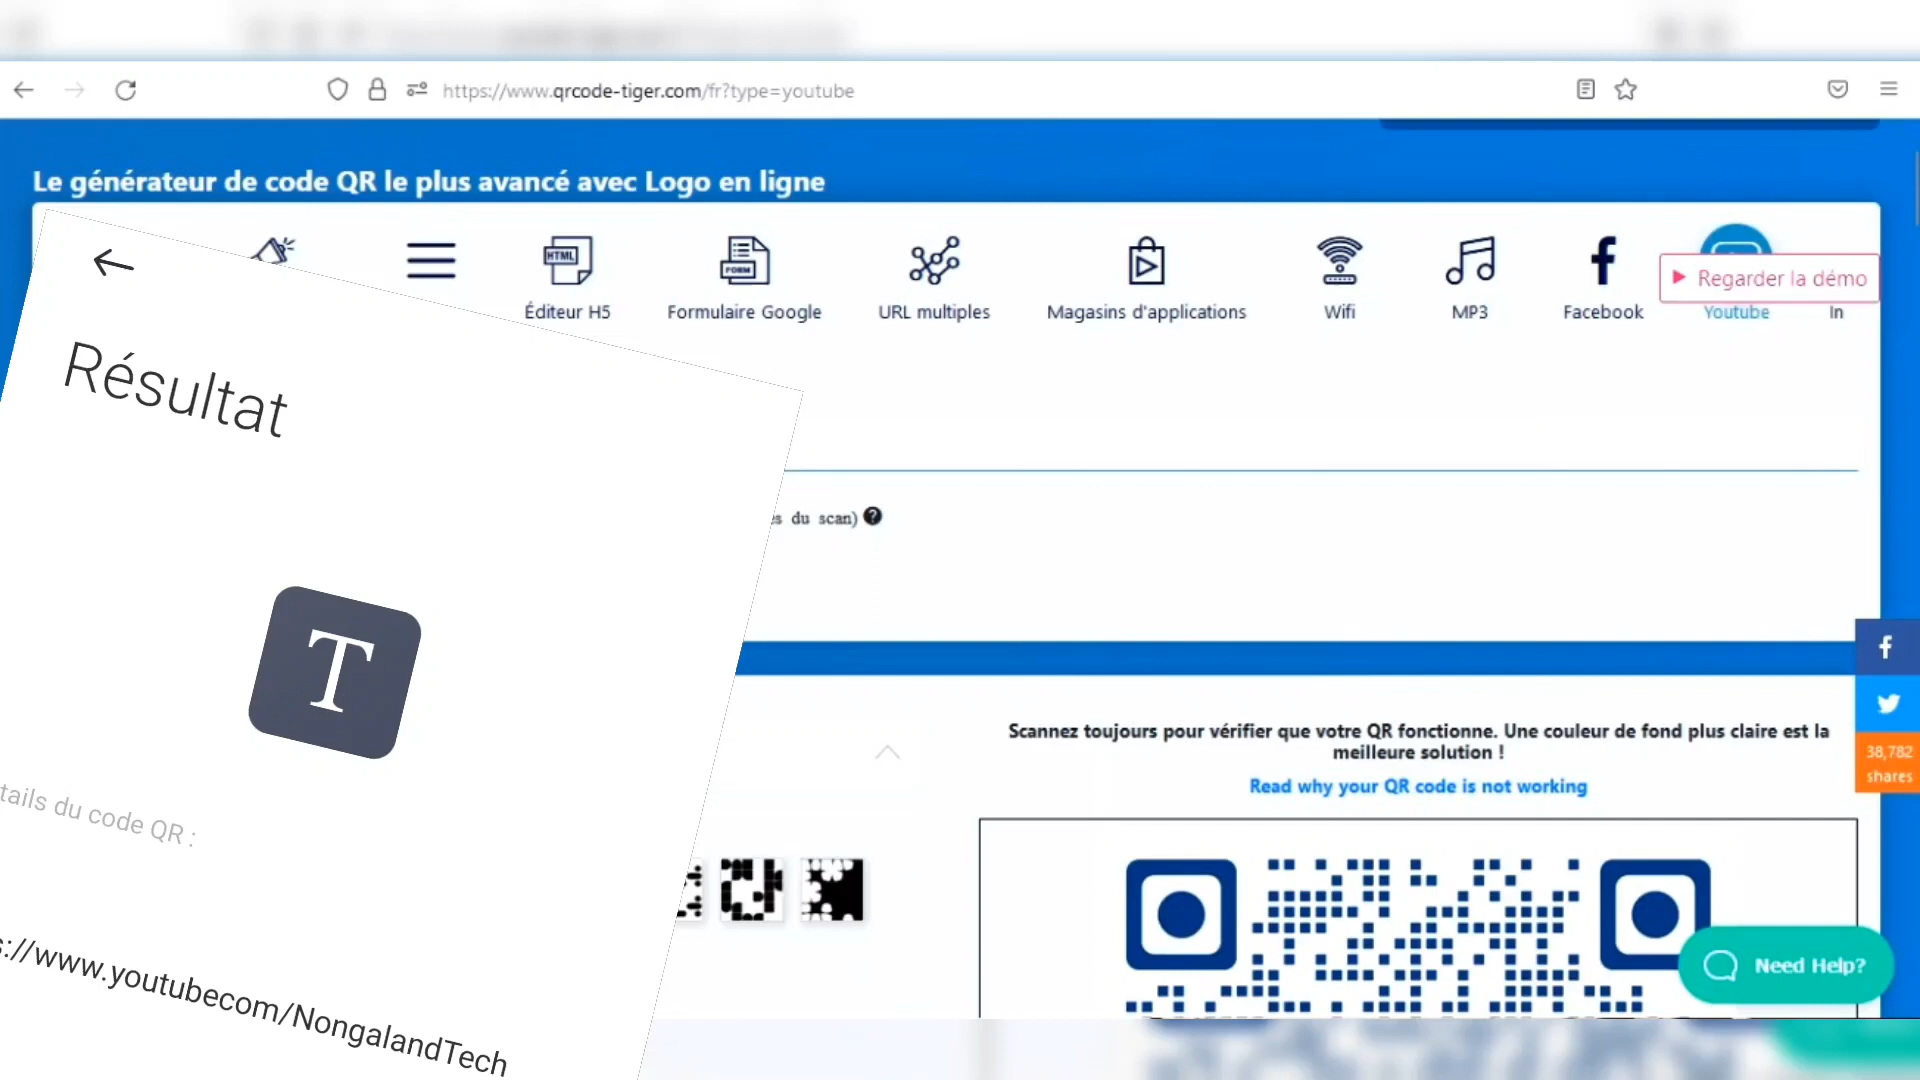 https://www.qrcode-tiger.com/fr?type=youtube
Le générateur de code QR le plus avancé avec Logo en ligne
HTML
FORM
Regarder la démo
Éditeur H5
Formulaire Google
URL multiples
Magasins d'applications
Wifi
MP3
Facebook
Youtube
In
Résultat
s du scan)
T
Scannez toujours pour vérifier que votre QR fonctionne. Une couleur de fond plus claire est la
meilleure solution !
Read why your QR code is not working
38,782
shares
tails du code QR :
s://www.youtubecom/NongalandTech
Need Help?